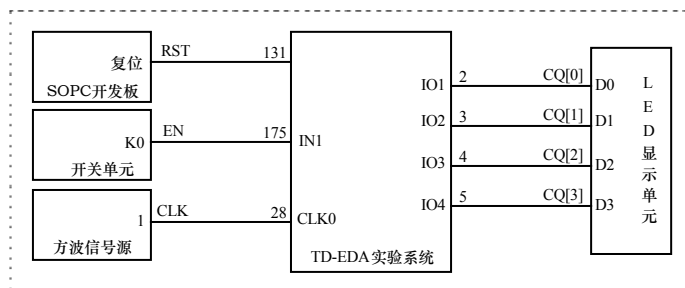 复位 RST 131
SOPC开发板
K0 EN 175 IN1
开关单元
1 CLK 28 CLK0
方波信号源
IO1 2 CQ[0] D0
IO2 3 CQ[1] D1
IO3 4 CQ[2] D2
IO4 5 CQ[3] D3
TD-EDA实验系统
LED显示单元